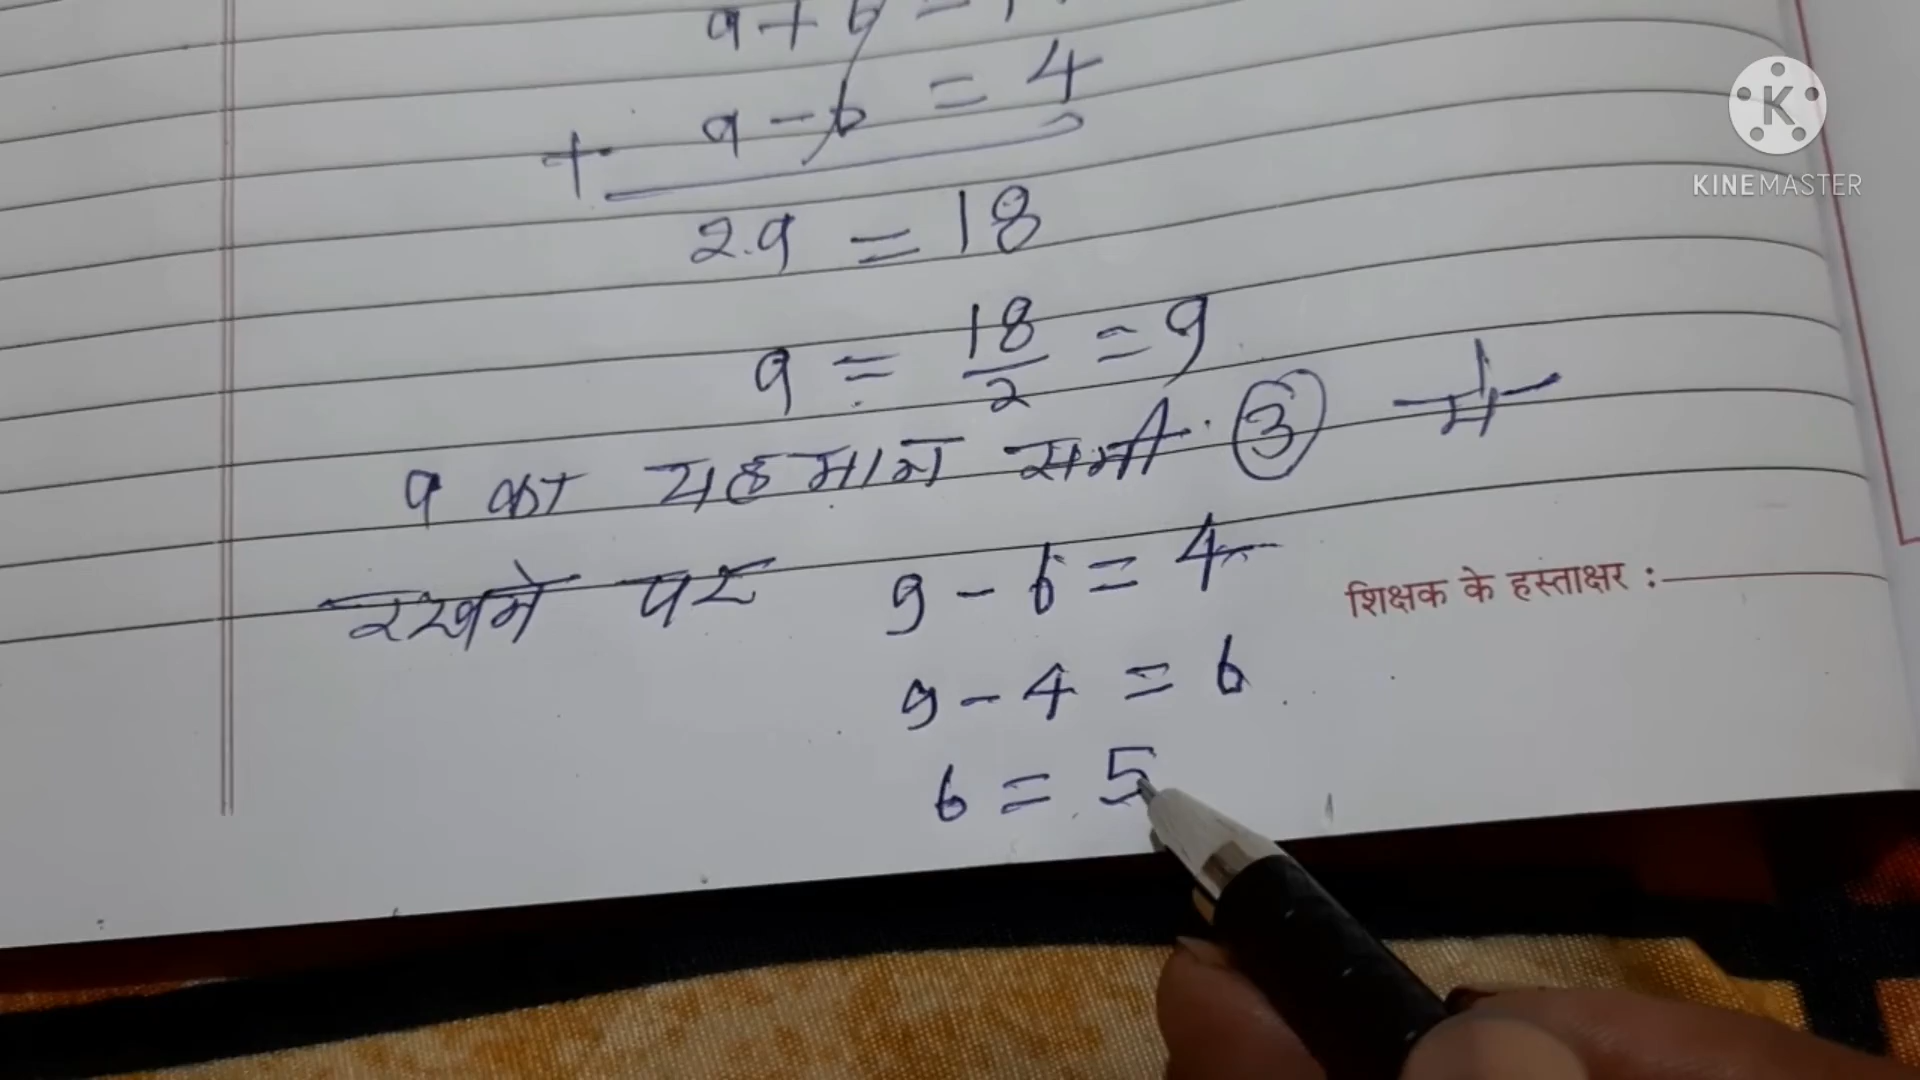 a + b =
a - b = 4
+
2.a = 18
a = 18/2 = 9
a का यह मान समी. ③ में
रखने पर 9 - b = 4
9 - 4 = b
b = 5
शिक्षक के हस्ताक्षर :
K
KINEMASTER